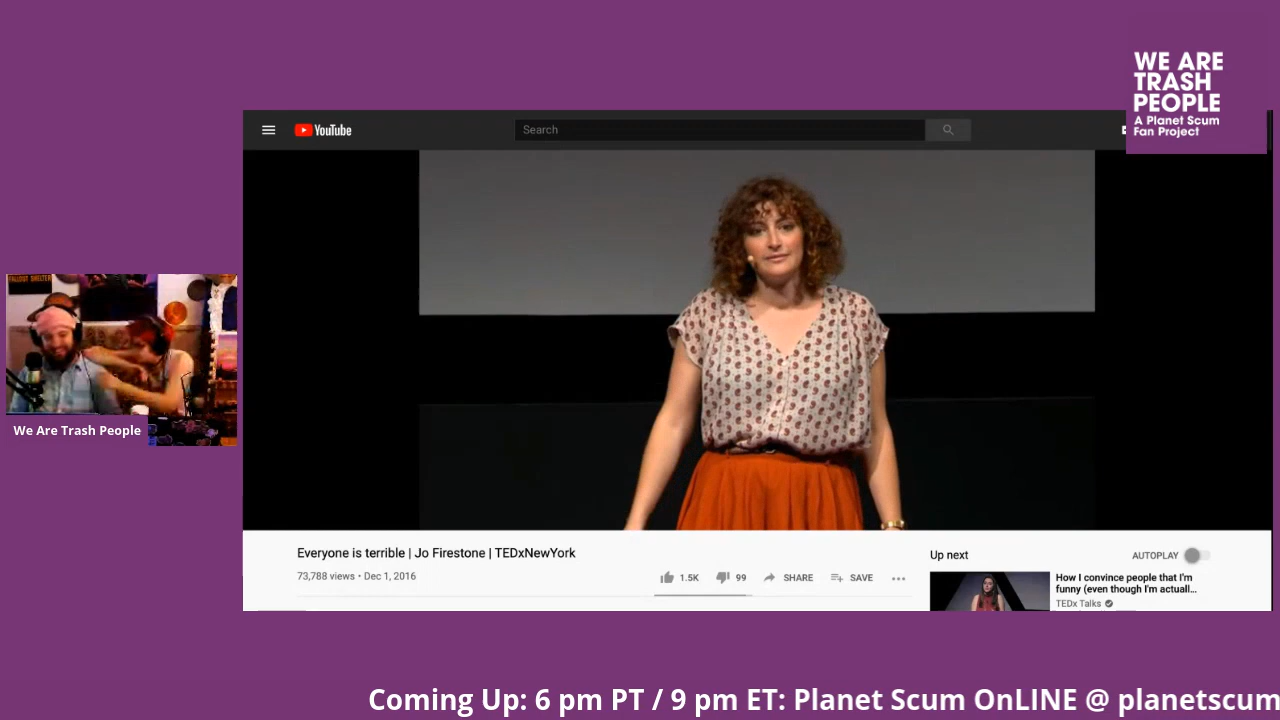 WE ARE
TRASH
PEOPLE
A Planet Scum
Fan Project
YouTube
Search
FALLOUT SHELTER
We Are Trash People
Everyone is terrible | Jo Firestone | TEDxNewYork
73,788 views • Dec 1, 2016
1.5K
99
SHARE
SAVE
Up next
AUTOPLAY
How I convince people that I'm
funny (even though I'm actuall...
TEDx Talks
Coming Up: 6 pm PT / 9 pm ET: Planet Scum OnLINE @ planetscum